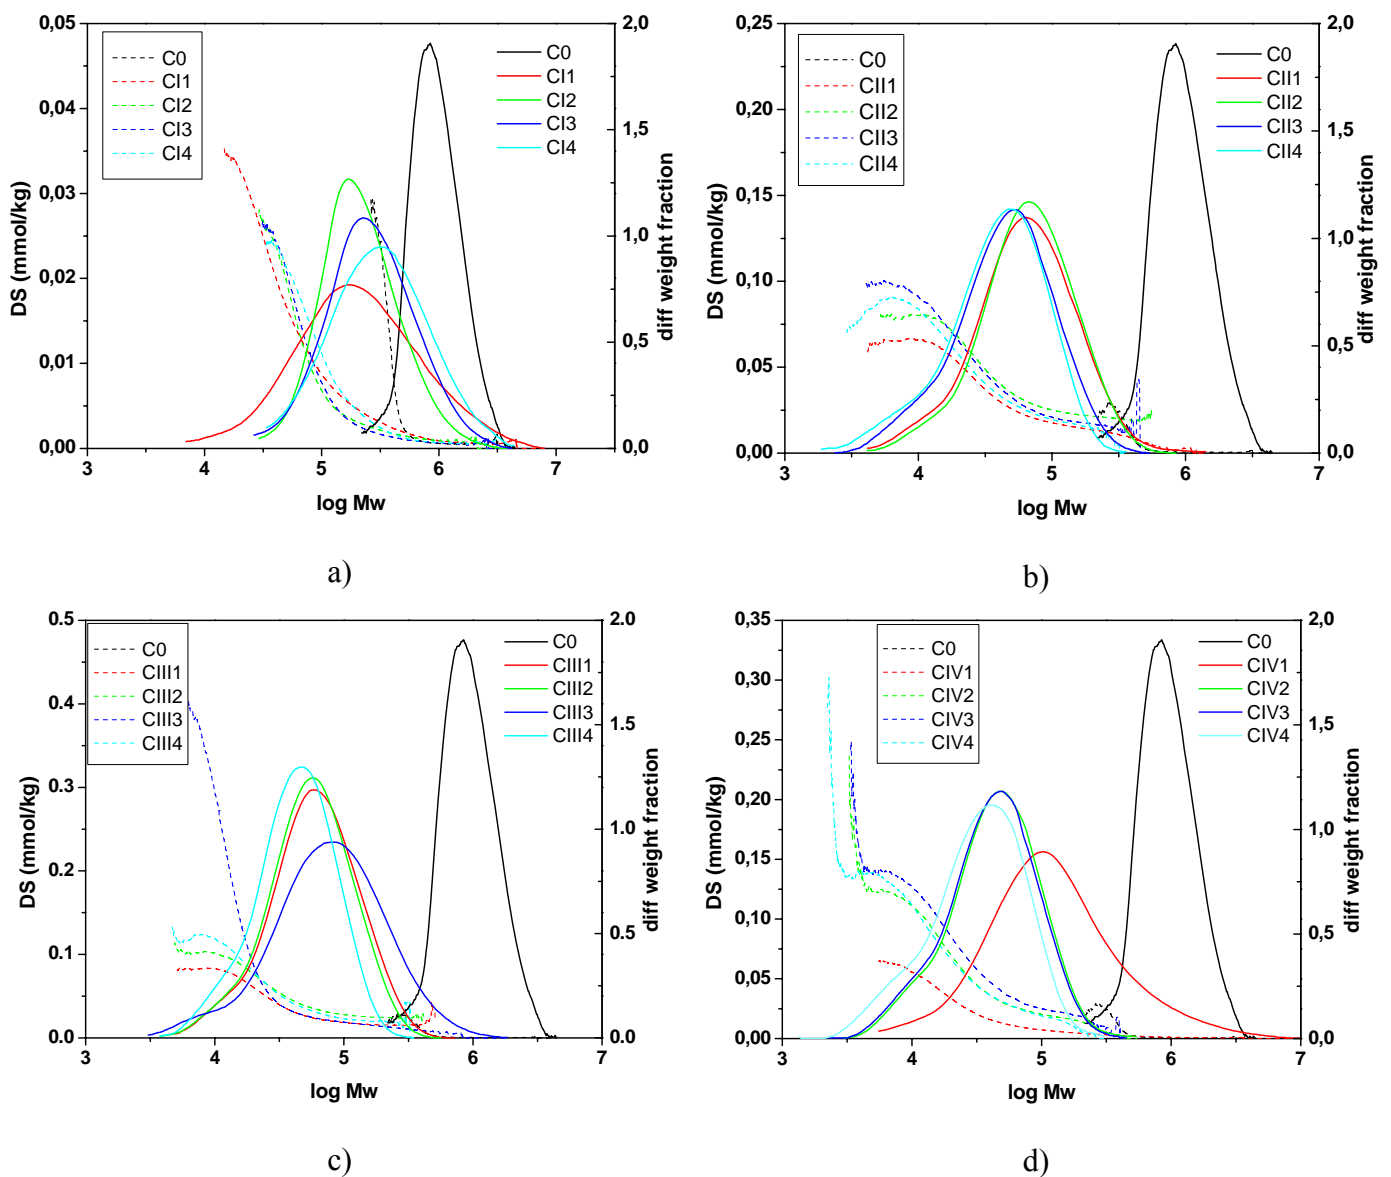 0,05
0,04
0,03
0,02
0,01
0,00
DS (mmol/kg)
C0
CI1
CI2
CI3
CI4
C0
CI1
CI2
CI3
CI4
2,0
1,5
1,0
0,5
0,0
diff weight fraction
3 4 5 6 7
log Mw
a)
0,25
0,20
0,15
0,10
0,05
0,00
DS (mmol/kg)
C0
CII1
CII2
CII3
CII4
C0
CII1
CII2
CII3
CII4
2,0
1,5
1,0
0,5
0,0
diff weight fraction
3 4 5 6 7
log Mw
b)
0.5
0.4
0.3
0.2
0.1
0.0
DS (mmol/kg)
C0
CIII1
CIII2
CIII3
CIII4
C0
CIII1
CIII2
CIII3
CIII4
2.0
1.5
1.0
0.5
0.0
diff weight fraction
3 4 5 6 7
log Mw
c)
0,35
0,30
0,25
0,20
0,15
0,10
0,05
0,00
DS (mmol/kg)
C0
CIV1
CIV2
CIV3
CIV4
C0
CIV1
CIV2
CIV3
CIV4
2,0
1,5
1,0
0,5
0,0
diff weight fraction
3 4 5 6 7
log Mw
d)